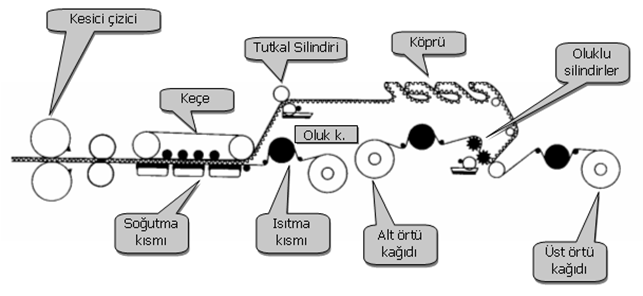 Kesici çizici
Tutkal Silindiri
Köprü
Oluklu
silindirler
Keçe
Oluk k.
Soğutma
kısmı
Isıtma
kısmı
Alt örtü
kağıdı
Üst örtü
kağıdı